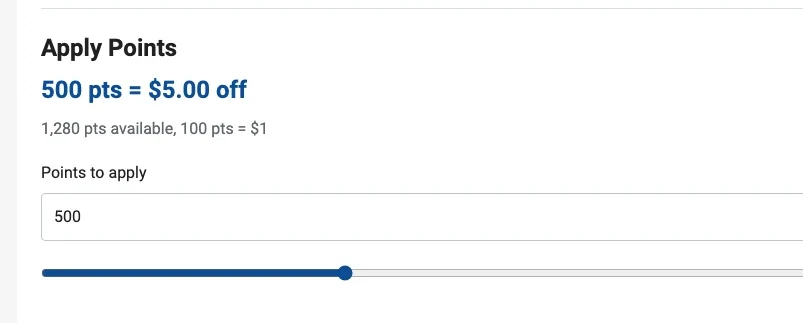 Apply Points
500 pts = $5.00 off
1,280 pts available, 100 pts = $1
Points to apply
500